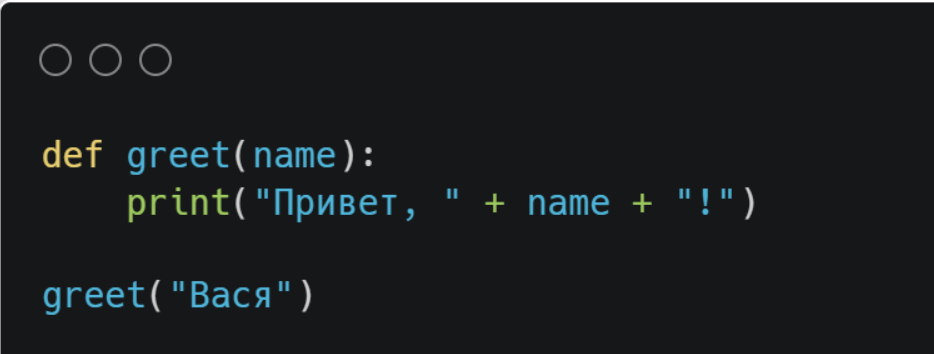 def greet(name):
    print("Привет, " + name + "!")
greet("Вася")